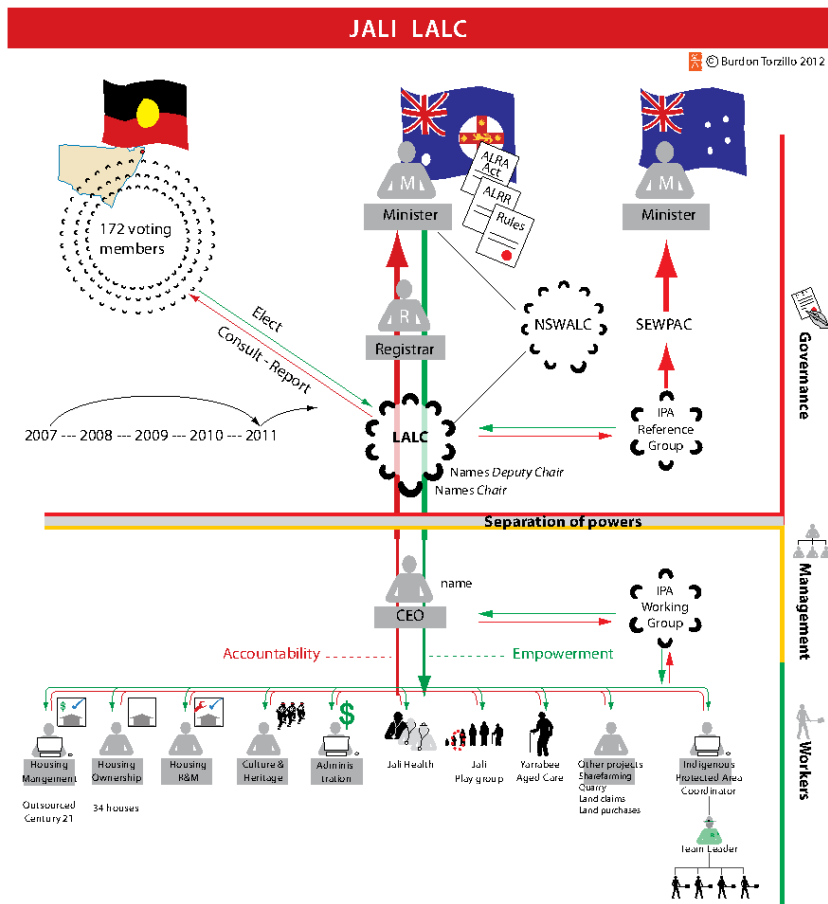 JALI LALC
© Burdon Torzillo 2012
ALRA
Act
ALRR
Rules
M
Minister
M
Minister
172 voting
members
R
Registrar
NSWALC
SEWPAC
Elect
Consult - Report
2007 --- 2008 --- 2009 --- 2010 --- 2011
LALC
IPA
Reference
Group
Names Deputy Chair
Names Chair
Governance
Separation of powers
name
CEO
IPA
Working
Group
Management
Accountability
Empowerment
$
$
Housing
Mangement
Housing
Ownership
Housing
R&M
Culture &
Heritage
Adminis
tration
Jali Health
Jali
Play group
Yarrabee
Aged Care
Other projects
Sharefarming
Quarry
Land claims
Land purchases
Indigenous
Protected Area
Coordinator
Workers
Outsourced
Century 21
34 houses
Team Leader